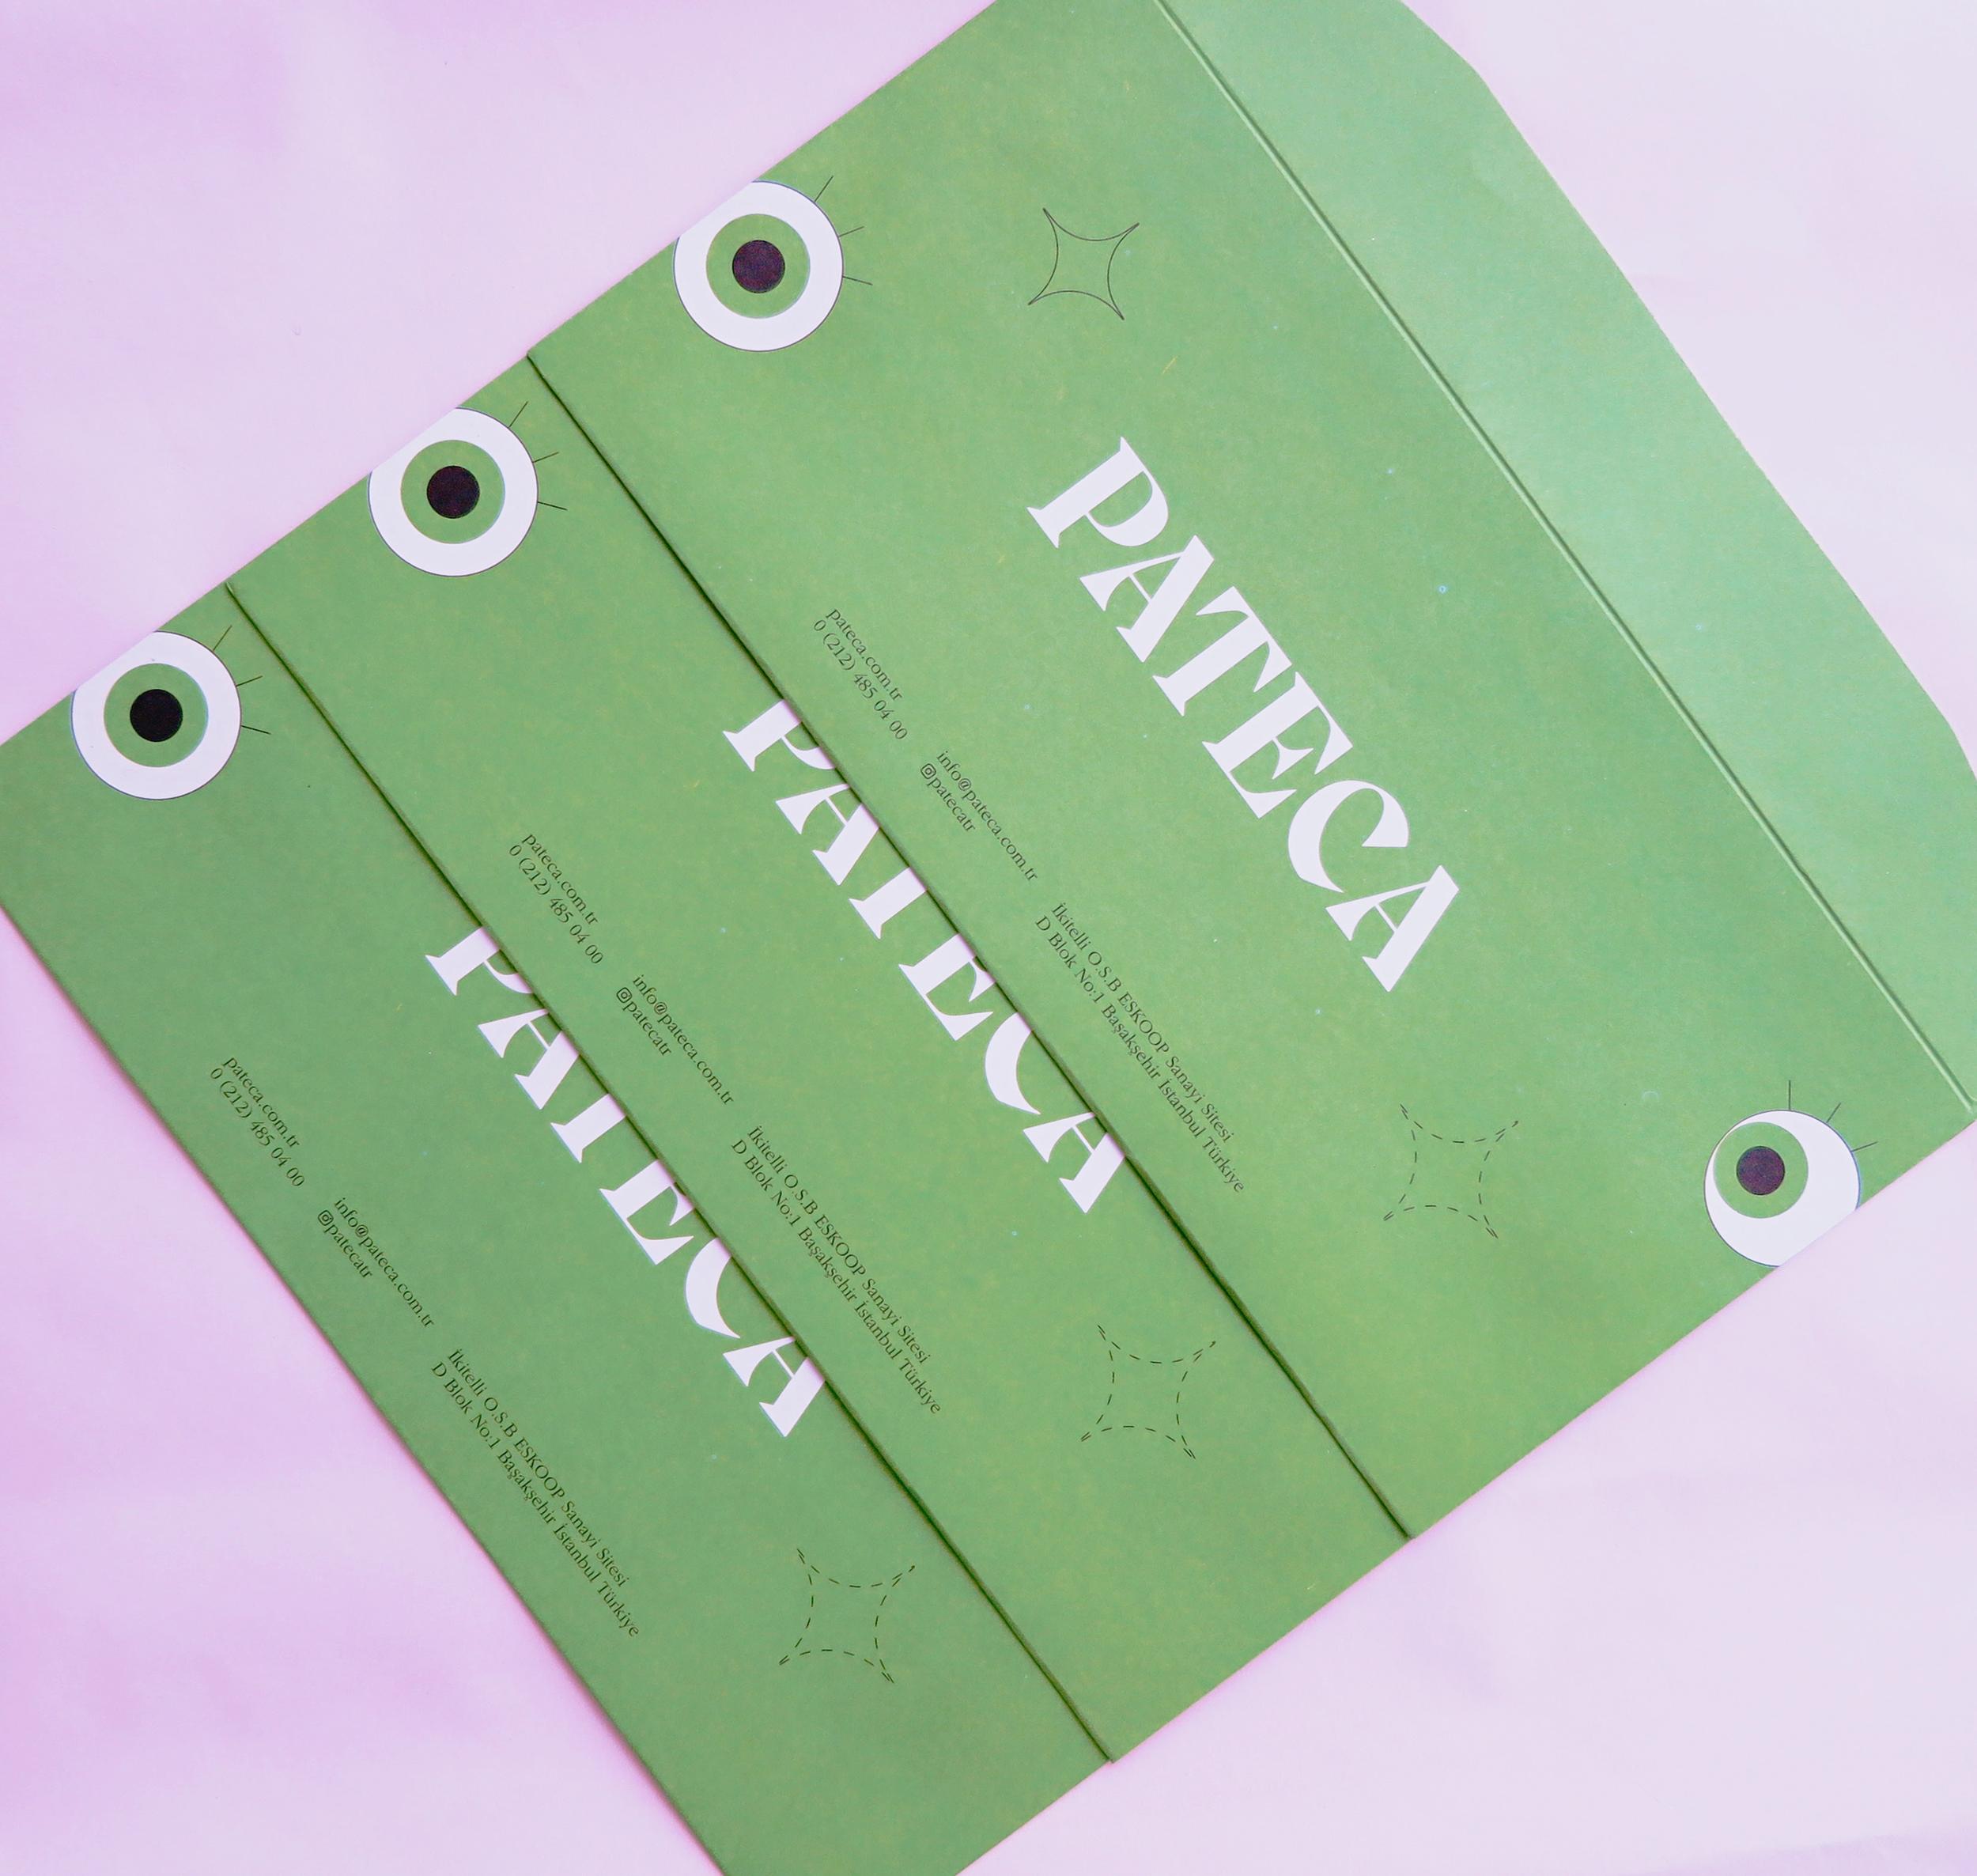 PATECA
pateca.com.tr
0 (212) 485 04 00
info@pateca.com.tr
@patecatr
İkitelli O.S.B ESKOOP Sanayi Sitesi
D Blok No:1 Başakşehir İstanbul Türkiye
PATECA
pateca.com.tr
0 (212) 485 04 00
info@pateca.com.tr
patecatr
İkitelli O.S.B ESKOOP Sanayi Sitesi
D Blok No:1 Başakşehir İstanbul Türkiye
PATECA
pateca.com.tr
0 (212) 485 04 00
info@pateca.com.tr
patecatr
İkitelli O.S.B ESKOOP Sanayi Sitesi
D Blok No:1 Başakşehir İstanbul Türkiye